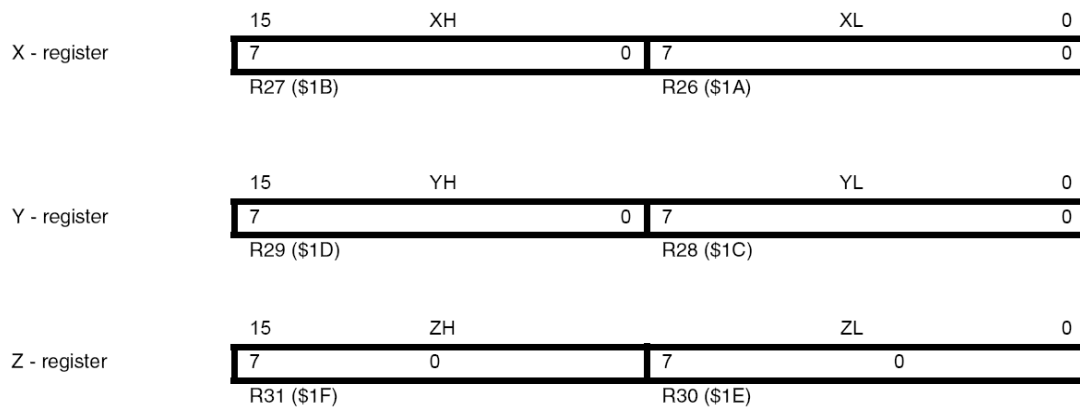 15 XH XL 0
X - register 7 0 7 0
R27 ($1B) R26 ($1A)
15 YH YL 0
Y - register 7 0 7 0
R29 ($1D) R28 ($1C)
15 ZH ZL 0
Z - register 7 0 7 0
R31 ($1F) R30 ($1E)